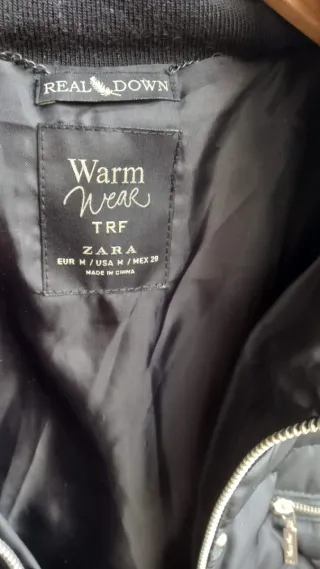 REAL DOWN
Warm
Wear
TRF
ZARA
EUR M / USA M / MEX 28
MADE IN CHINA